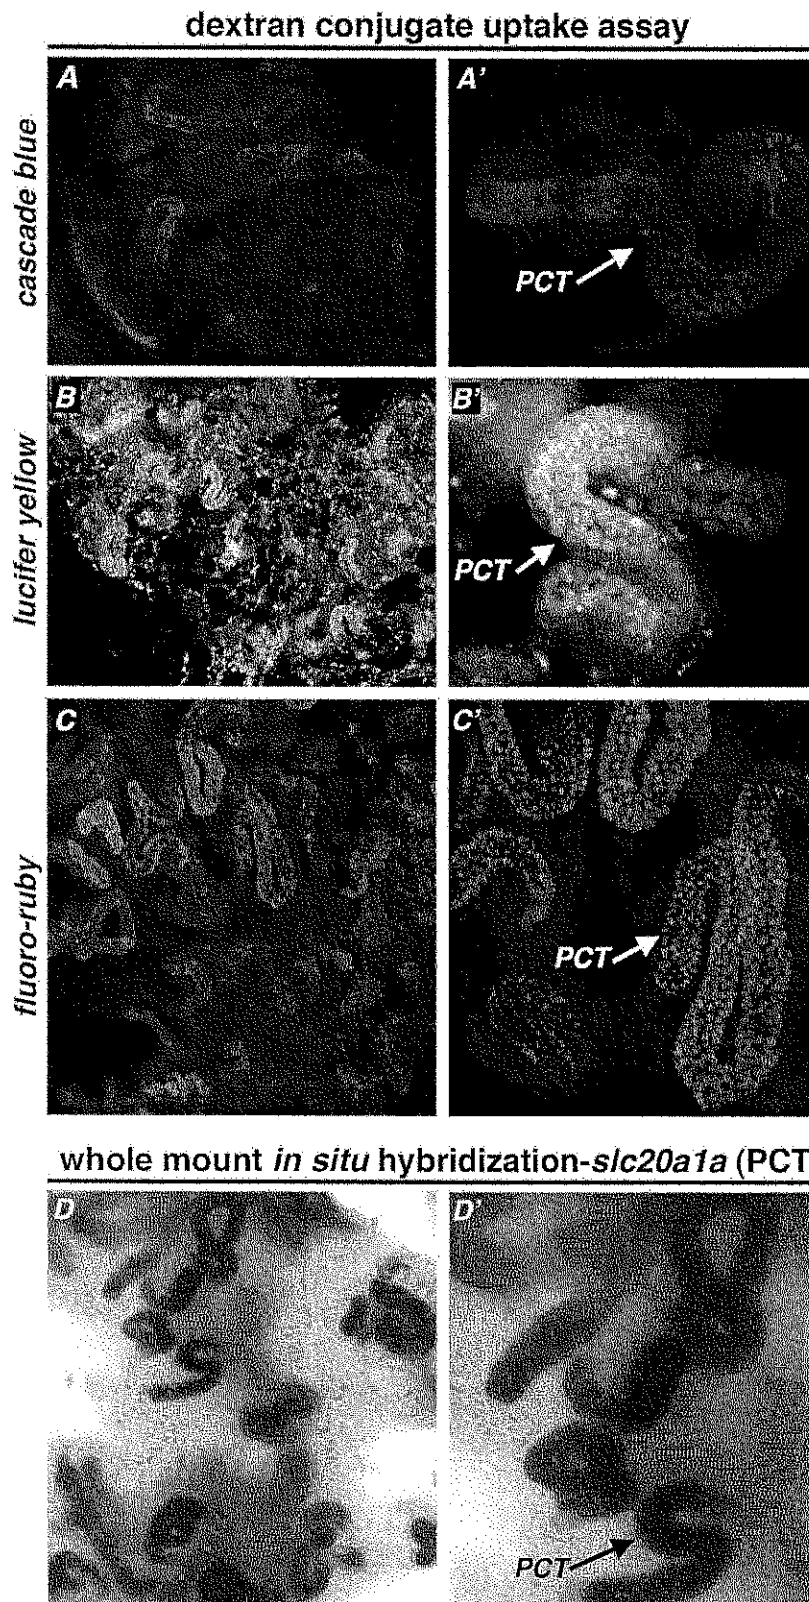 dextran conjugate uptake assay
cascade blue
A
A'
PCT
lucifer yellow
B
B'
PCT
fluoro-ruby
C
C'
PCT
whole mount in situ hybridization-slc20a1a (PCT
D
D'
PCT